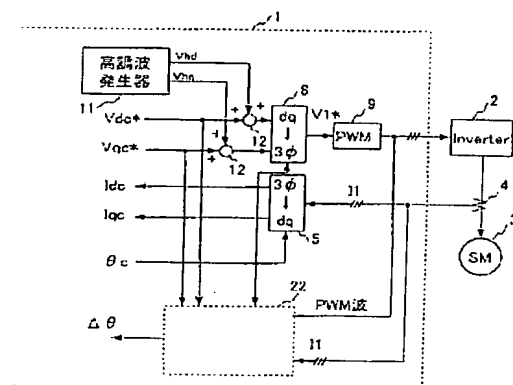 1
高調波
発生器
11
Vhd
Vhq
Vdc*
Vqc*
12
12
8
dq
3φ
V1*
9
PWM
2
Inverter
3φ
dq
5
Idc
Iqc
I1
4
SM
θc
22
PWM波
Δθ
I1